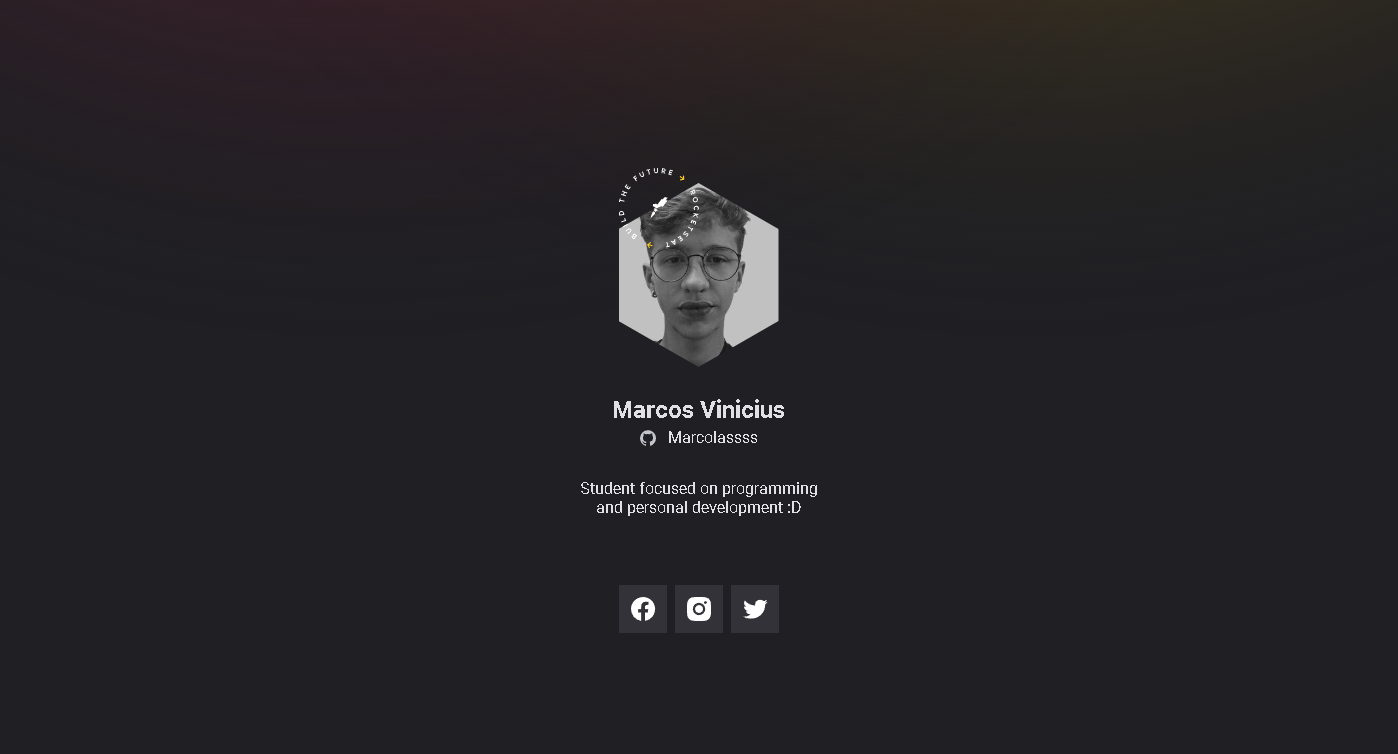 BUILD THE FUTURE
ROCKETSEAT
Marcos Vinicius
Marcolassss
Student focused on programming
and personal development :D